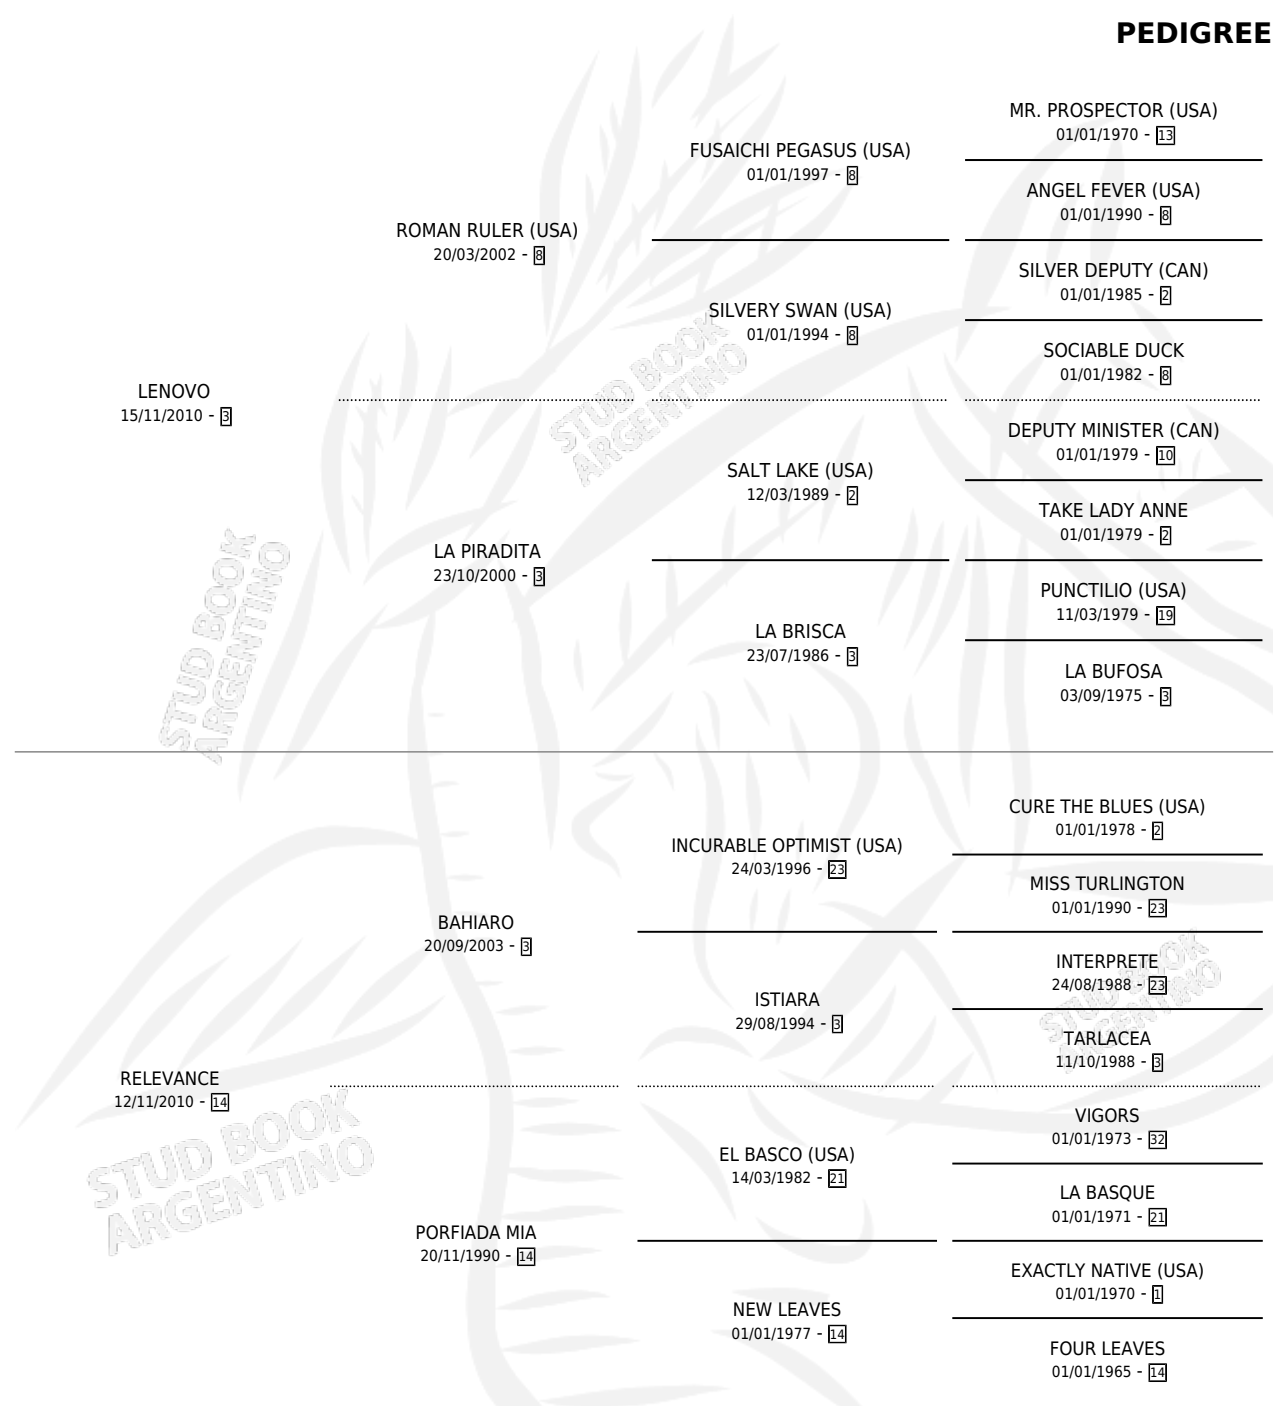 PEDIGREE
MR. PROSPECTOR (USA)
01/01/1970 - 13
FUSAICHI PEGASUS (USA)
01/01/1997 - 8
ANGEL FEVER (USA)
01/01/1990 - 8
ROMAN RULER (USA)
20/03/2002 - 8
SILVER DEPUTY (CAN)
01/01/1985 - 2
SILVERY SWAN (USA)
01/01/1994 - 8
SOCIABLE DUCK
01/01/1982 - 8
LENOVO
15/11/2010 - 3
DEPUTY MINISTER (CAN)
01/01/1979 - 10
SALT LAKE (USA)
12/03/1989 - 2
TAKE LADY ANNE
01/01/1979 - 2
LA PIRADITA
23/10/2000 - 3
PUNCTILIO (USA)
11/03/1979 - 19
LA BRISCA
23/07/1986 - 3
LA BUFOSA
03/09/1975 - 3
CURE THE BLUES (USA)
01/01/1978 - 2
INCURABLE OPTIMIST (USA)
24/03/1996 - 23
MISS TURLINGTON
01/01/1990 - 23
BAHIARO
20/09/2003 - 3
INTERPRETE
24/08/1988 - 23
ISTIARA
29/08/1994 - 3
TARLACEA
11/10/1988 - 3
RELEVANCE
12/11/2010 - 14
VIGORS
01/01/1973 - 32
EL BASCO (USA)
14/03/1982 - 21
LA BASQUE
01/01/1971 - 21
PORFIADA MIA
20/11/1990 - 14
EXACTLY NATIVE (USA)
01/01/1970 - 1
NEW LEAVES
01/01/1977 - 14
FOUR LEAVES
01/01/1965 - 14
STUD BOOK
ARGENTINO
STUD BOOK
ARGENTINO
STUD BOOK
ARGENTINO
STUD BOOK
ARGENTINO